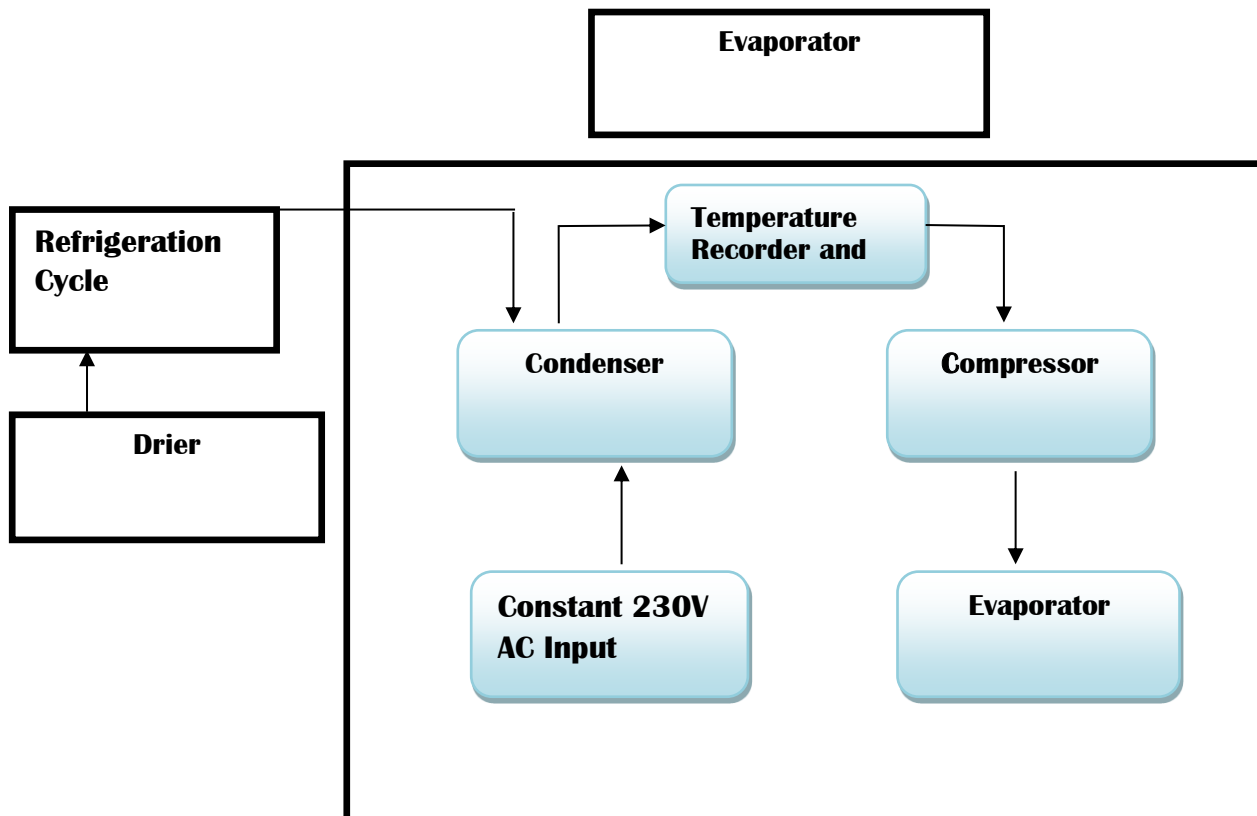 Evaporator
Refrigeration
Cycle
Temperature
Recorder and
Condenser
Compressor
Drier
Constant 230V
AC Input
Evaporator